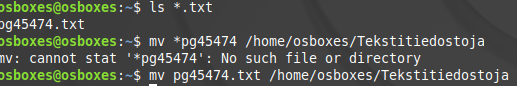 osboxes@osboxes:~$ ls *.txt
pg45474.txt
osboxes@osboxes:~$ mv *pg45474 /home/osboxes/Tekstitiedostoja
mv: cannot stat '*pg45474': No such file or directory
osboxes@osboxes:~$ mv pg45474.txt /home/osboxes/Tekstitiedostoja